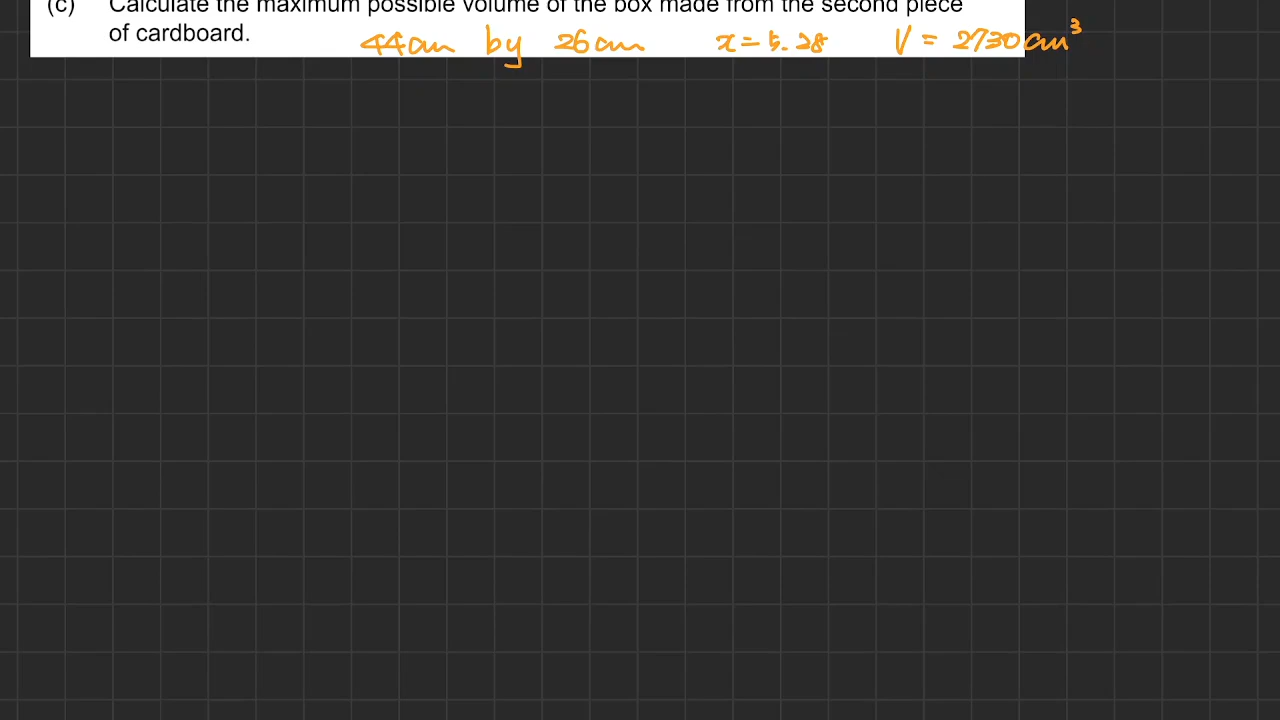 (c) Calculate the maximum possible volume of the box made from the second piece
of cardboard. 44cm by 26cm x = 5.28 V = 2730cm³